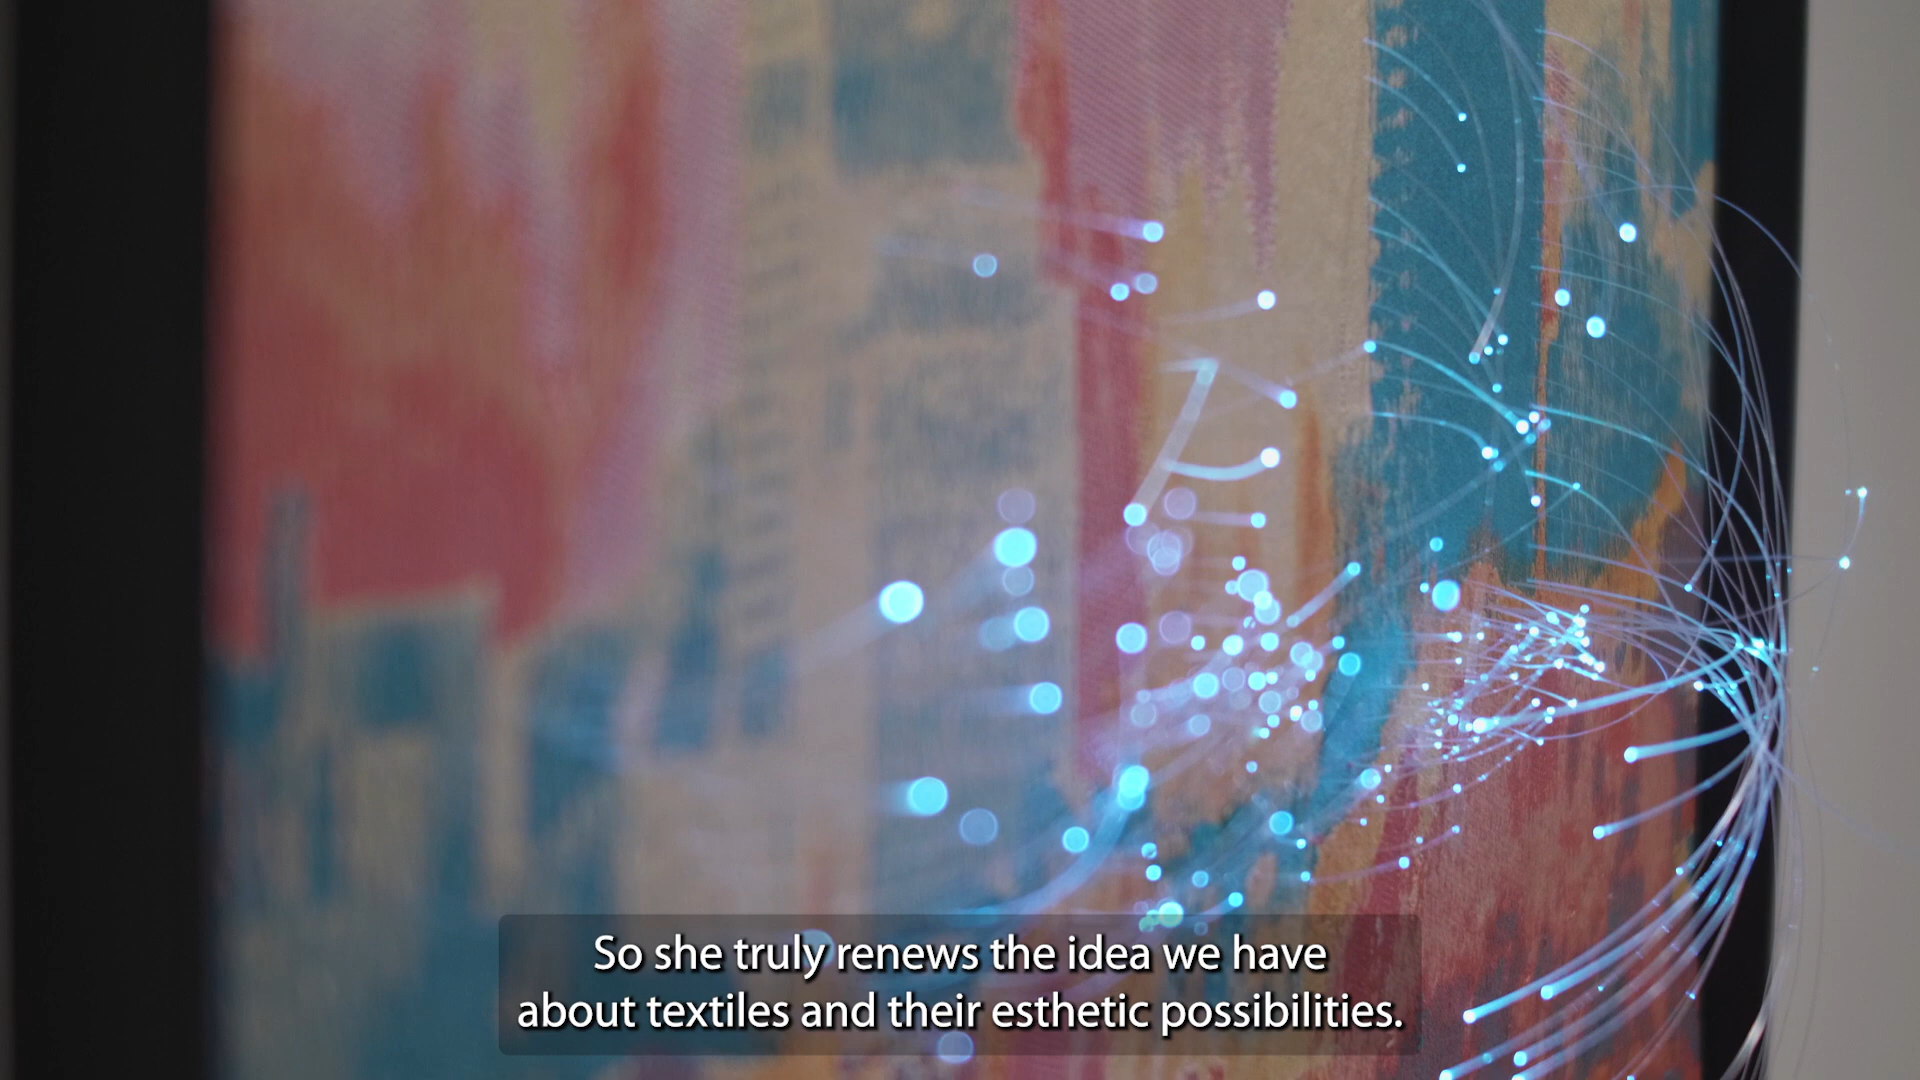 So she truly renews the idea we have
about textiles and their esthetic possibilities.